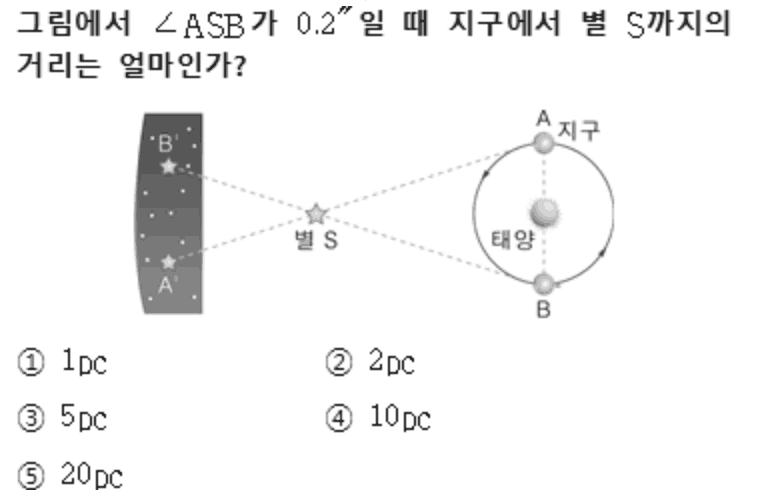 그림에서 ∠ASB가 0.2″일 때 지구에서 별 S까지의
거리는 얼마인가?
A
지구
B'
별 S
태양
A'
B
① 1pc
② 2pc
③ 5pc
④ 10pc
⑤ 20pc